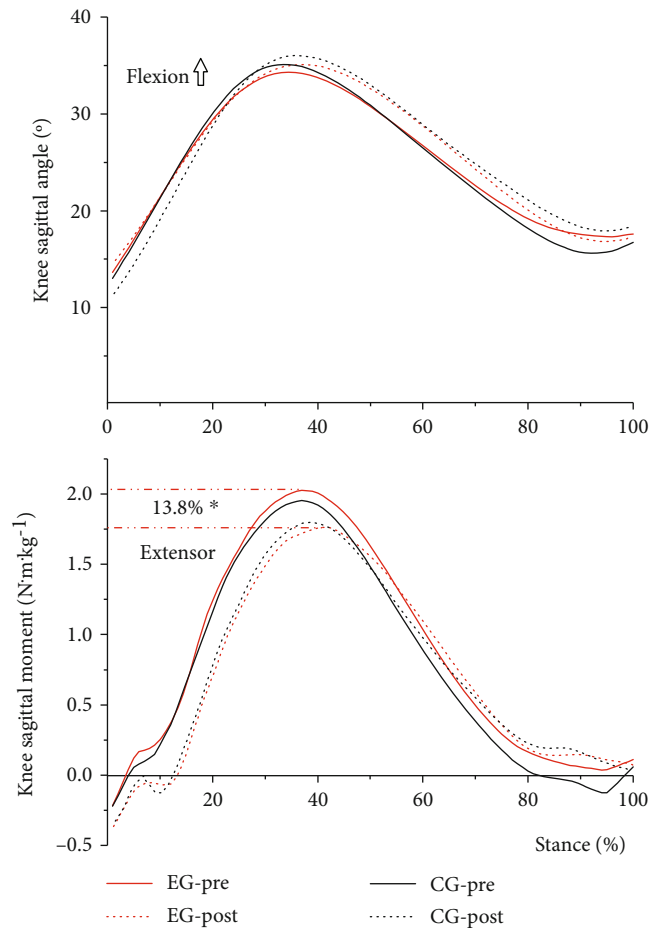 40
30
20
10
Knee sagittal angle (º)
Flexion
0 20 40 60 80 100
2.0
1.5
1.0
0.5
0.0
–0.5
Knee sagittal moment (N·m·kg-1)
13.8% *
Extensor
20 40 60 80 100
Stance (%)
EG-pre CG-pre
EG-post CG-post